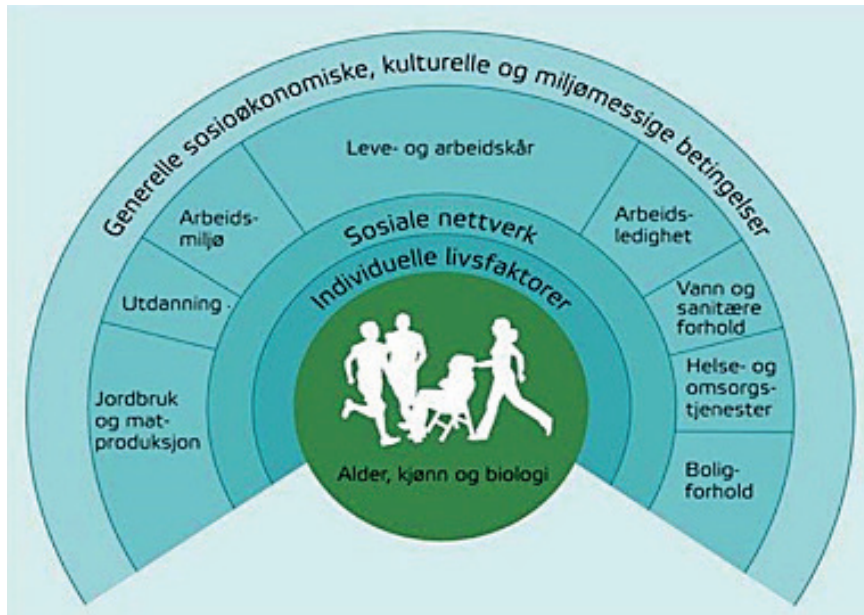 Generelle sosioøkonomiske, kulturelle og miljømessige betingelser
Leve- og arbeidskår
Arbeids-
miljø
Arbeids-
ledighet
Utdanning
Vann og
sanitære
forhold
Jordbruk
og mat-
produksjon
Helse- og
omsorgs-
tjenester
Bolig-
forhold
Sosiale nettverk
Individuelle livsfaktorer
Alder, kjønn og biologi